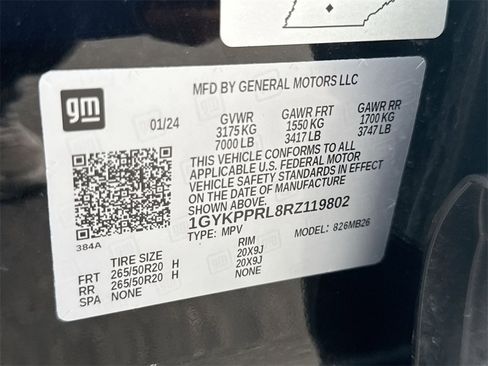 MFD BY GENERAL MOTORS LLC
gm
01/24 GVWR GAWR FRT GAWR RR
3175 KG 1550 KG 1700 KG
7000 LB 3417 LB 3747 LB
THIS VEHICLE CONFORMS TO ALL
APPLICABLE U.S. FEDERAL MOTOR
VEHICLE SAFETY STANDARDS IN EFFECT
ON THE DATE OF MANUFACTURE SHOWN ABOVE.
1GYKPPRL8RZ119802
TYPE: MPV MODEL: 826MB26
384A
TIRE SIZE RIM
FRT 265/50R20 H 20X9J
RR 265/50R20 H 20X9J
SPA NONE NONE